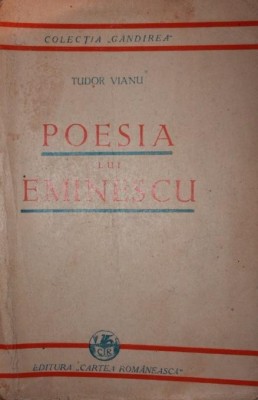 COLECȚIA „GÂNDIREA"
TUDOR VIANU
POESIA
LUI
EMINESCU
EDITURA „CARTEA ROMÂNEASCĂ"